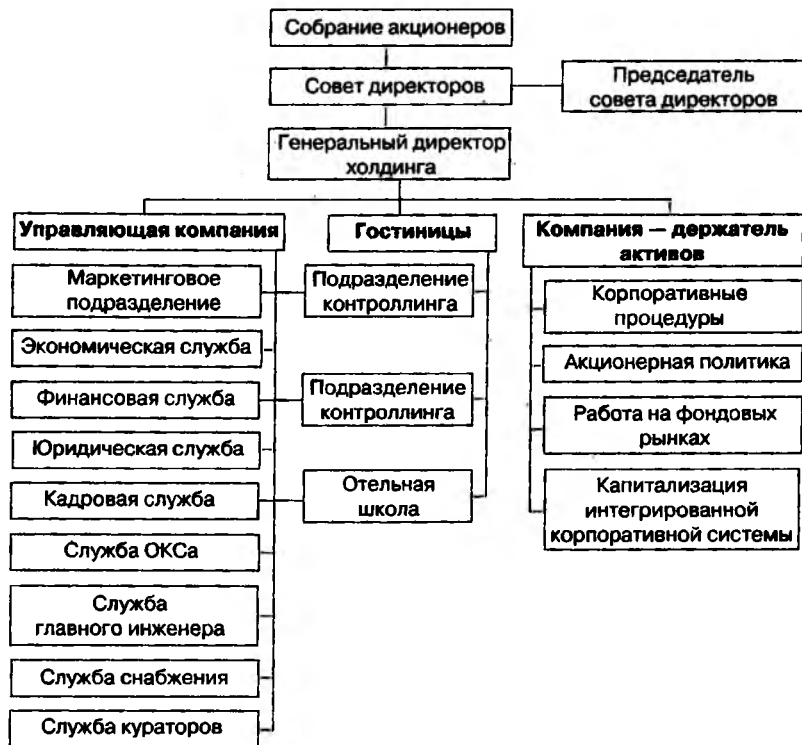 Собрание акционеров
Совет директоров
Председатель
совета директоров
Генеральный директор
холдинга
Управляющая компания
Маркетинговое
подразделение
Экономическая служба
Финансовая служба
Юридическая служба
Кадровая служба
Служба ОКСа
Служба
главного инженера
Служба снабжения
Служба кураторов
Гостиницы
Подразделение
контроллинга
Подразделение
контроллинга
Отельная
школа
Компания — держатель
активов
Корпоративные
процедуры
Акционерная политика
Работа на фондовых
рынках
Капитализация
интегрированной
корпоративной системы